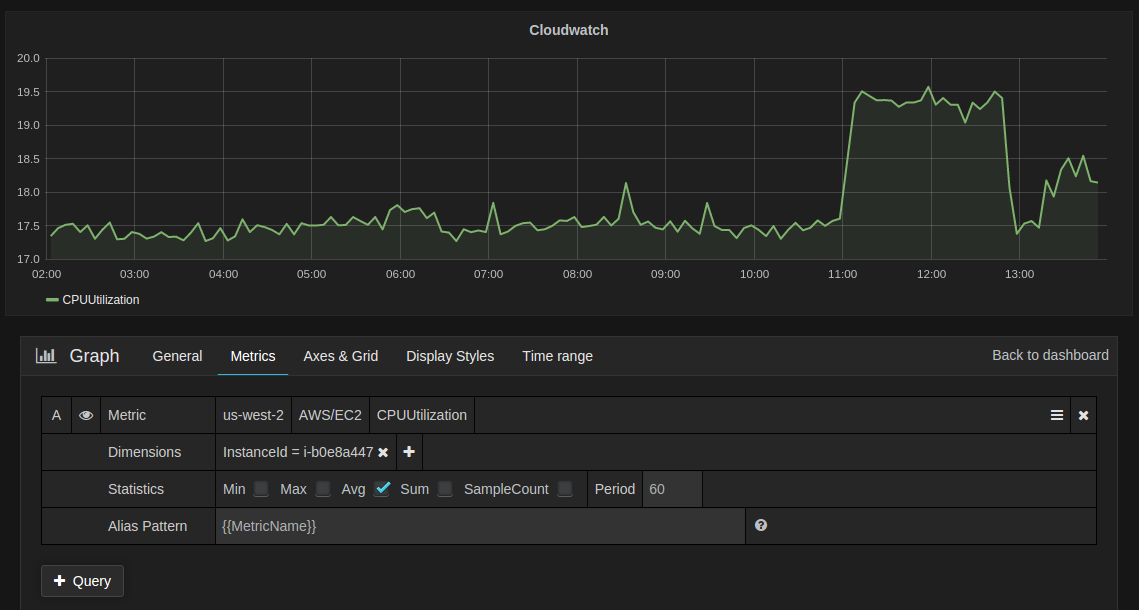 Cloudwatch
20.0
19.5
19.0
18.5
18.0
17.5
17.0
02:00 03:00 04:00 05:00 06:00 07:00 08:00 09:00 10:00 11:00 12:00 13:00
CPUUtilization
Graph General Metrics Axes & Grid Display Styles Time range Back to dashboard
A Metric us-west-2 AWS/EC2 CPUUtilization
Dimensions InstanceId = i-b0e8a447
Statistics Min Max Avg Sum SampleCount Period 60
Alias Pattern {{MetricName}}
Query